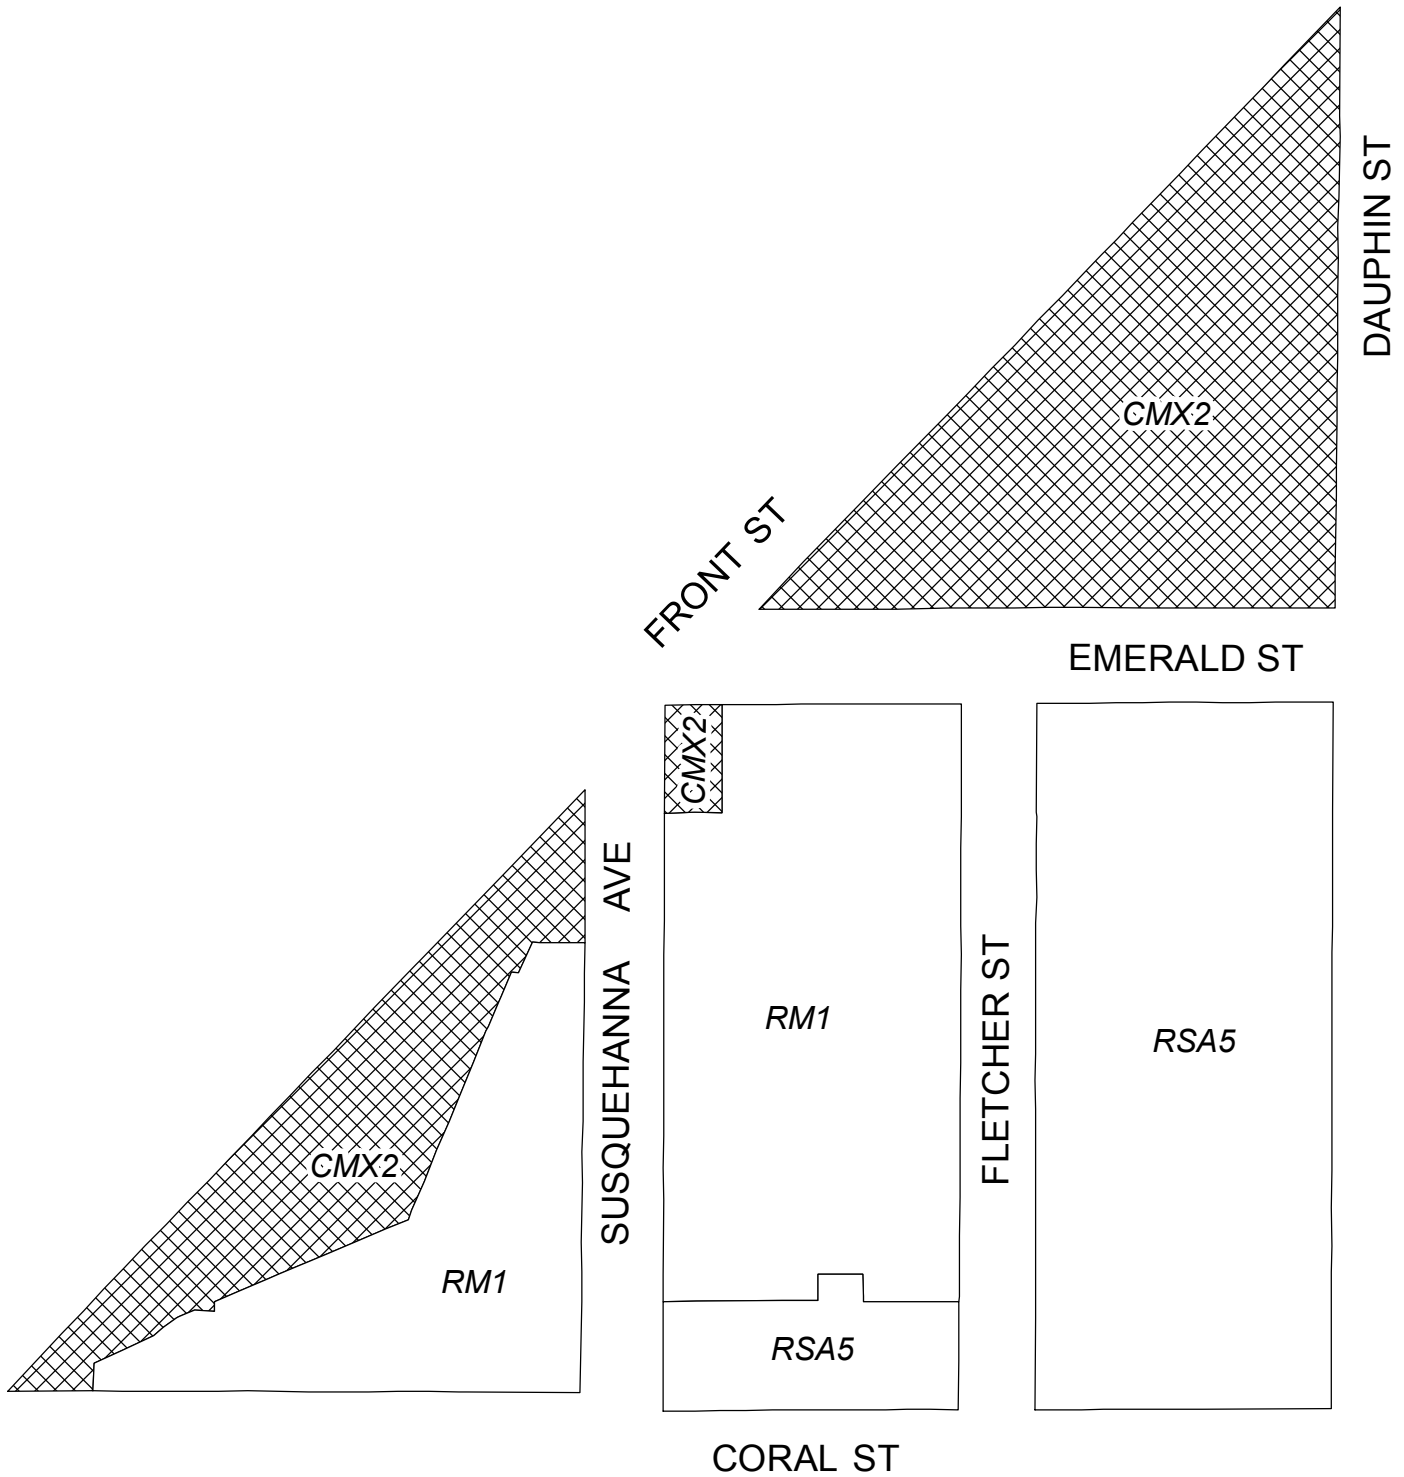 DAUPHIN ST
CMX2
FRONT ST
EMERALD ST
CMX2
SUSQUEHANNA AVE
RM1
FLETCHER ST
RSA5
CMX2
RM1
RSA5
CORAL ST